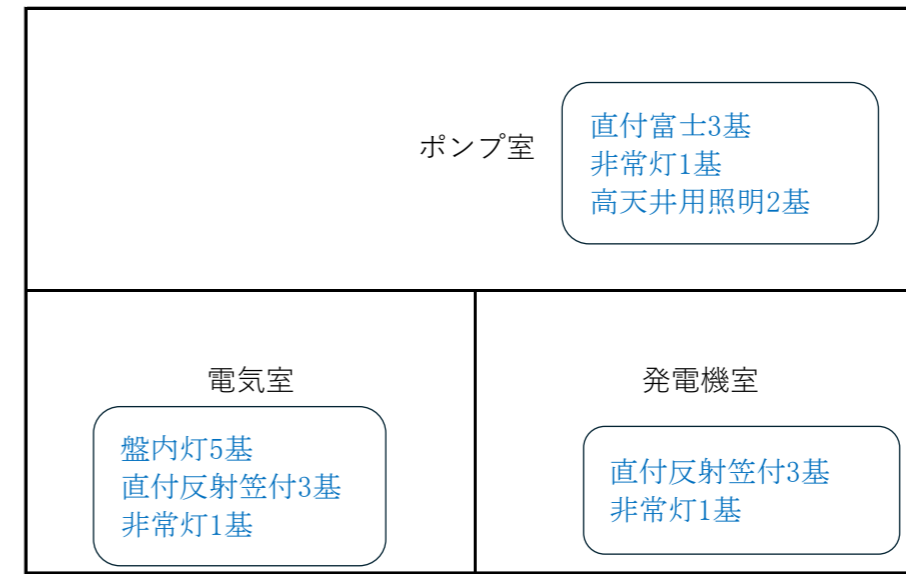 ポンプ室
直付富士3基
非常灯1基
高天井用照明2基
電気室
盤内灯5基
直付反射笠付3基
非常灯1基
発電機室
直付反射笠付3基
非常灯1基